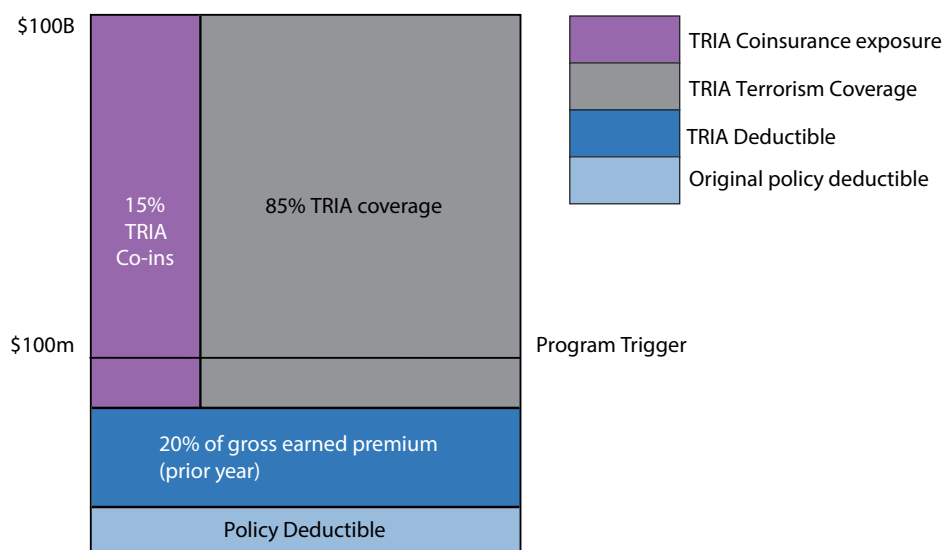 $100B
TRIA Coinsurance exposure
TRIA Terrorism Coverage
TRIA Deductible
Original policy deductible
15%
TRIA
Co-ins
85% TRIA coverage
$100m
Program Trigger
20% of gross earned premium
(prior year)
Policy Deductible